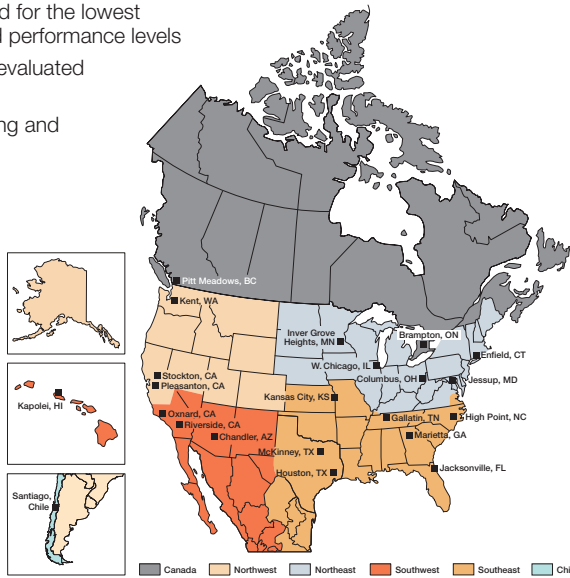 d for the lowest
d performance levels
evaluated
ng and
Pitt Meadows, BC
Kent, WA
Inver Grove
Heights, MN
Brampton, ON
Enfield, CT
W. Chicago, IL
Columbus, OH
Jessup, MD
Stockton, CA
Pleasanton, CA
Kansas City, KS
Kapolei, HI
Oxnard, CA
Gallatin, TN
High Point, NC
Riverside, CA
Chandler, AZ
Marietta, GA
McKinney, TX
Houston, TX
Jacksonville, FL
Santiago,
Chile
Canada Northwest Northeast Southwest Southeast Chi